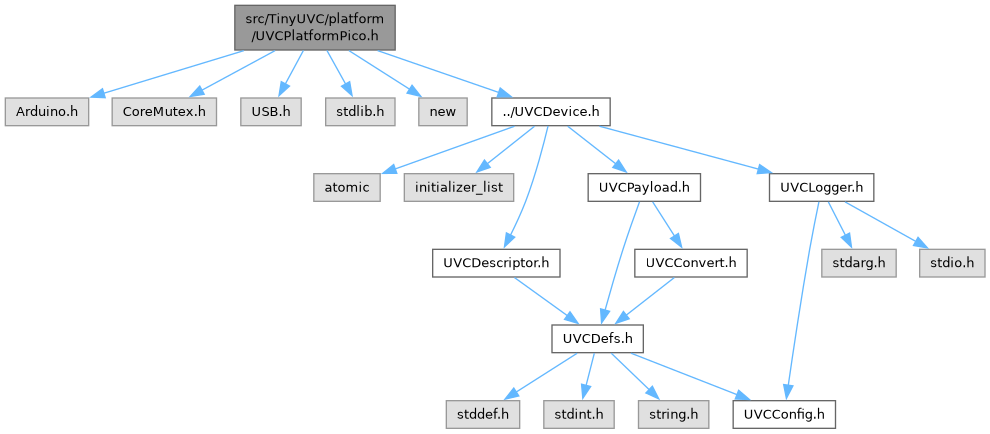 src/TinyUVC/platform
/UVCPlatformPico.h
Arduino.h
CoreMutex.h
USB.h
stdlib.h
new
../UVCDevice.h
atomic
initializer_list
UVCPayload.h
UVCLogger.h
UVCDescriptor.h
UVCConvert.h
stdarg.h
stdio.h
UVCDefs.h
stddef.h
stdint.h
string.h
UVCConfig.h